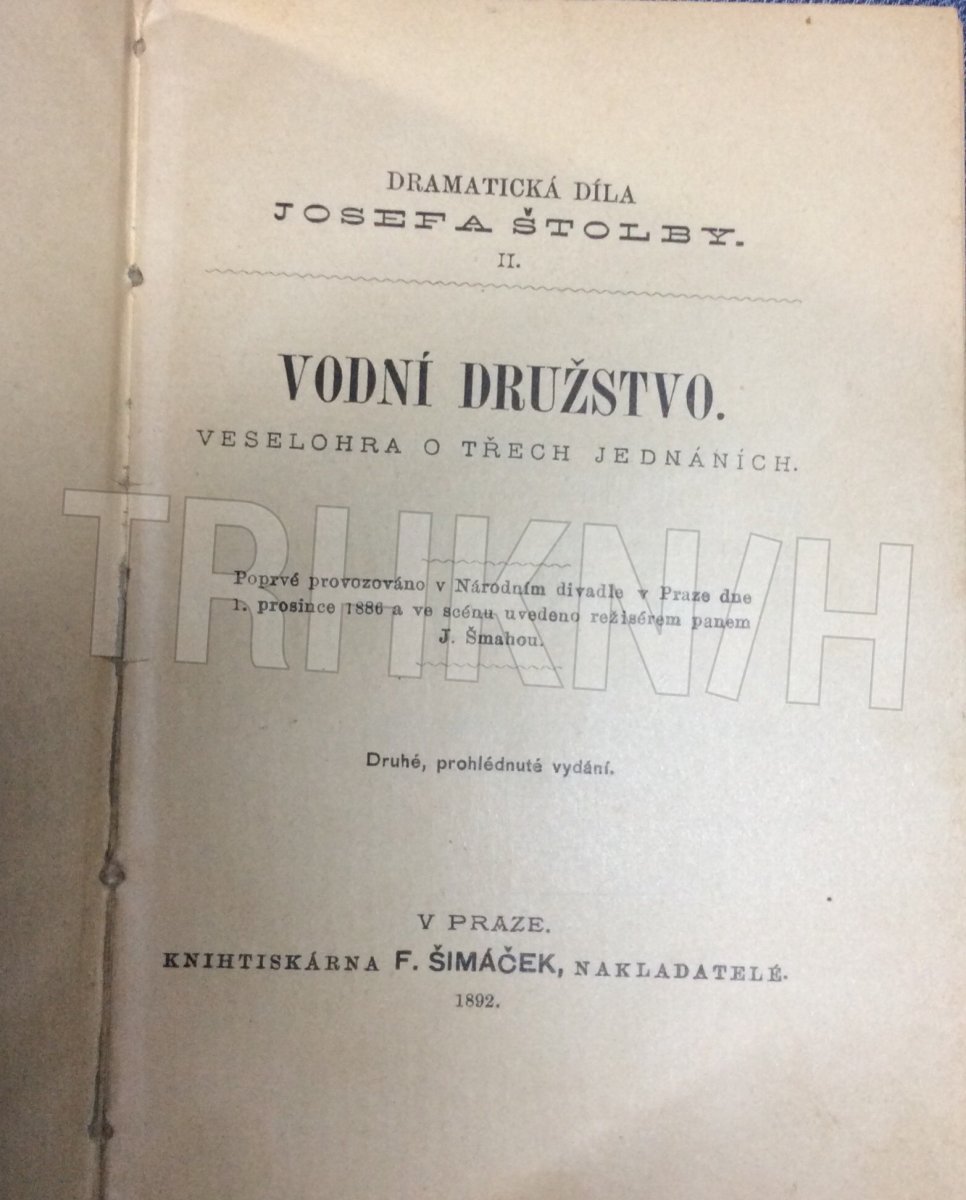 DRAMATICKÁ DÍLA
JOSEFA ŠTOLBY.
II.
VODNÍ DRUŽSTVO.
VESELOHRA O TŘECH JEDNÁNÍCH.
Poprvé provozováno v Národním divadle v Praze dne
1. prosince 1886 a ve scénu uvedeno režisérem panem
J. Šmahou.
TRHKNIH
Druhé, prohlédnuté vydání.
V PRAZE.
KNIHTISKÁRNA F. ŠIMÁČEK, NAKLADATELÉ.
1892.